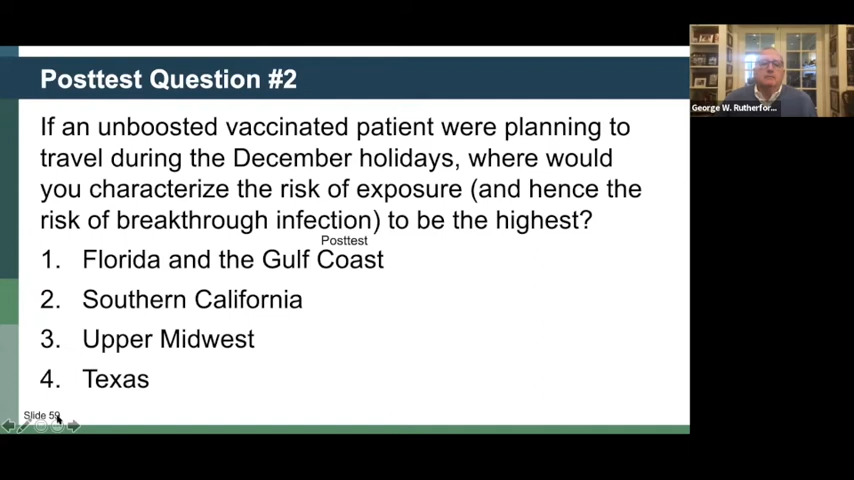 Posttest Question #2
George W. Rutherfor...
If an unboosted vaccinated patient were planning to
travel during the December holidays, where would
you characterize the risk of exposure (and hence the
risk of breakthrough infection) to be the highest?
Posttest
1. Florida and the Gulf Coast
2. Southern California
3. Upper Midwest
4. Texas
Slide 59